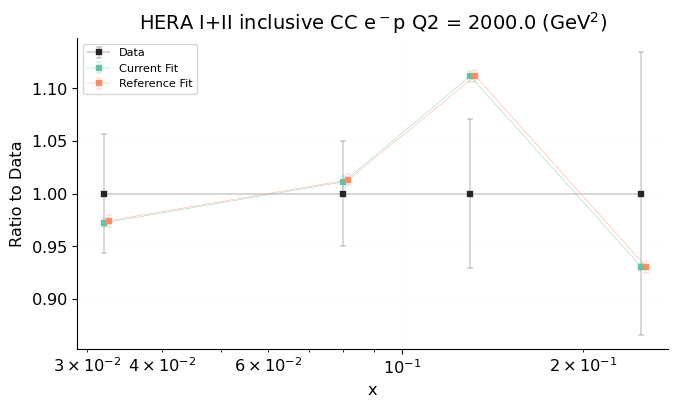 HERA I+II inclusive CC e⁻p Q2 = 2000.0 (GeV²)
Data
Current Fit
Reference Fit
Ratio to Data
1.10
1.05
1.00
0.95
0.90
3 × 10⁻² 4 × 10⁻² 6 × 10⁻² 10⁻¹ 2 × 10⁻¹
x